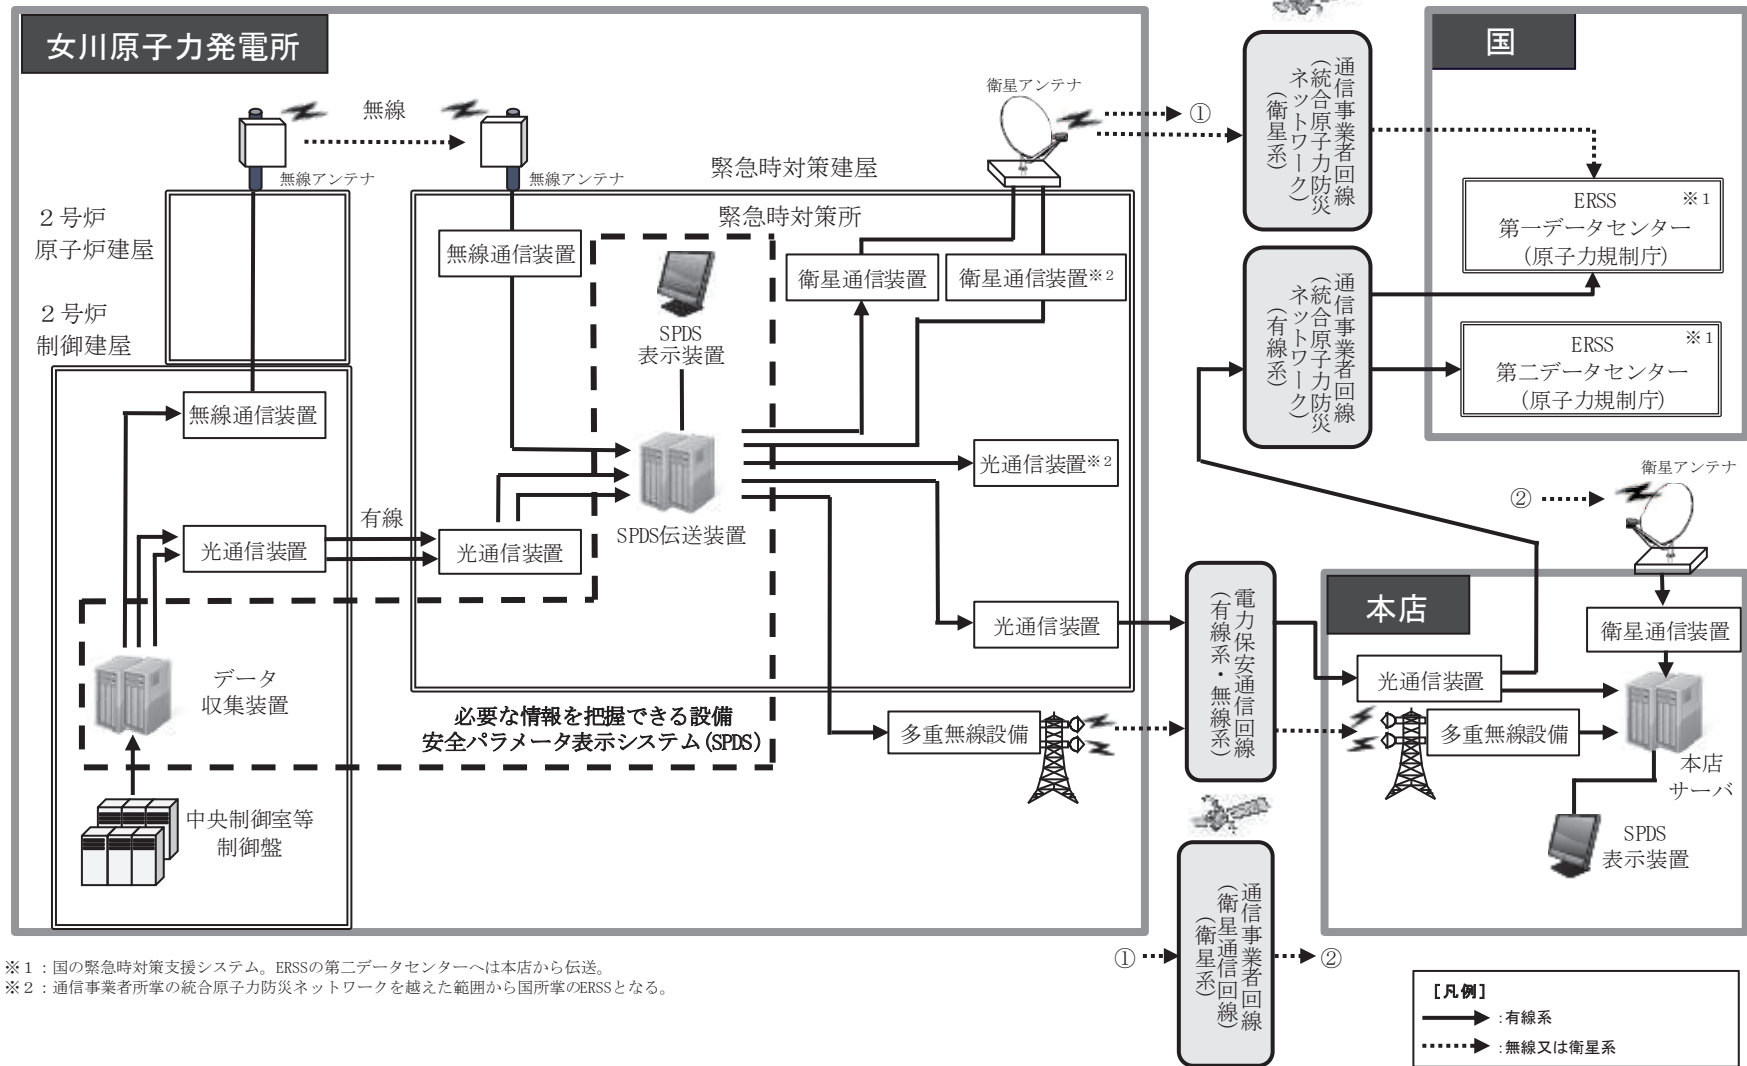 女川原子力発電所
無線
無線アンテナ
無線アンテナ
衛星アンテナ
①
緊急時対策建屋
緊急時対策所
２号炉
原子炉建屋
２号炉
制御建屋
無線通信装置
無線通信装置
SPDS
表示装置
衛星通信装置
衛星通信装置※2
光通信装置
有線
光通信装置
SPDS伝送装置
光通信装置※2
光通信装置
データ
収集装置
必要な情報を把握できる設備
安全パラメータ表示システム(SPDS)
多重無線設備
中央制御室等
制御盤
通信事業者回線
(統合原子力防災
ネットワーク)
(衛星系)
通信事業者回線
(統合原子力防災
ネットワーク)
(有線系)
国
ERSS ※1
第一データセンター
(原子力規制庁)
ERSS ※1
第二データセンター
(原子力規制庁)
衛星アンテナ
②
電力保安通信回線
(有線系・無線系)
本店
衛星通信装置
光通信装置
多重無線設備
本店
サーバ
SPDS
表示装置
通信事業者回線
(衛星通信回線)
(衛星系)
①
②
※１：国の緊急時対策支援システム。ERSSの第二データセンターへは本店から伝送。
※２：通信事業者所掌の統合原子力防災ネットワークを越えた範囲から国所掌のERSSとなる。
[凡例]
:有線系
:無線又は衛星系